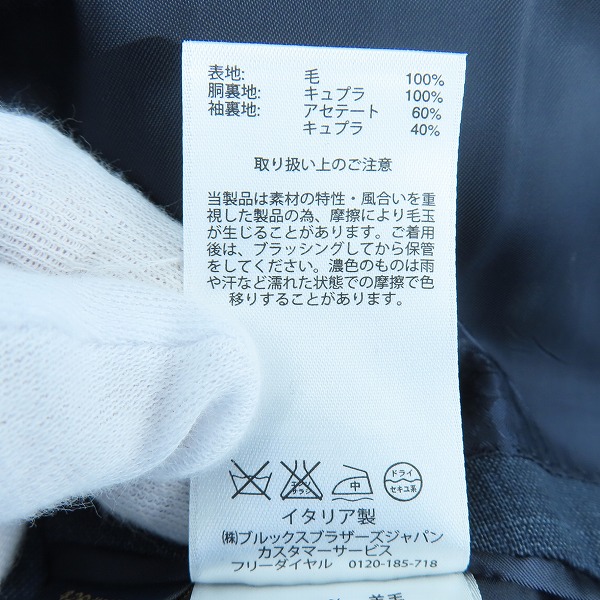 表地: 毛 100%
胴裏地: キュプラ 100%
袖裏地: アセテート 60%
キュプラ 40%
取り扱い上のご注意
当製品は素材の特性・風合いを重
視した製品の為、摩擦により毛玉
が生じることがあります。ご着用
後は、ブラッシングしてから保管
をしてください。濃色のものは雨
や汗など濡れた状態での摩擦で色
移りすることがあります。
エンソ サラシ 中 ドライ セキユ系
イタリア製
㈱ブルックスブラザーズジャパン
カスタマーサービス
フリーダイヤル 0120-185-718
% 羊毛